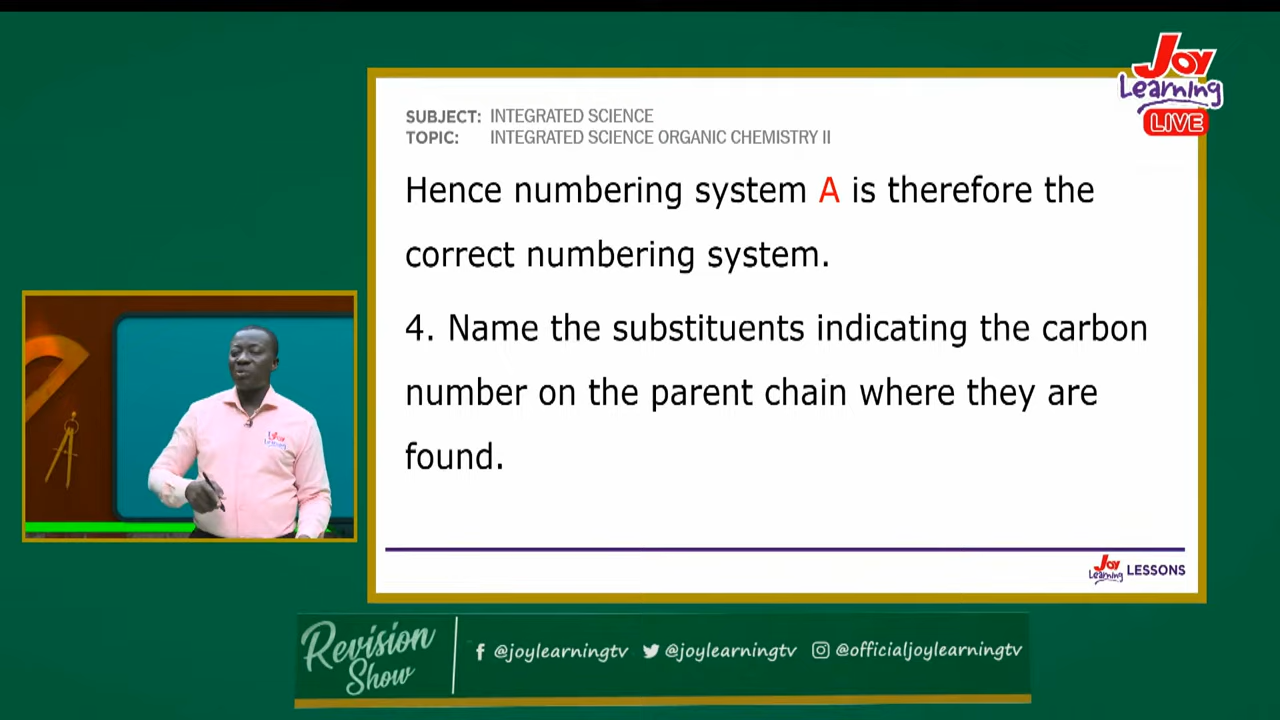 Joy
Learning
LIVE
SUBJECT: INTEGRATED SCIENCE
TOPIC: INTEGRATED SCIENCE ORGANIC CHEMISTRY II
Hence numbering system A is therefore the
correct numbering system.
4. Name the substituents indicating the carbon
number on the parent chain where they are
found.
Joy
Learning LESSONS
Revision
Show
@joylearningtv @joylearningtv @officialjoylearningtv